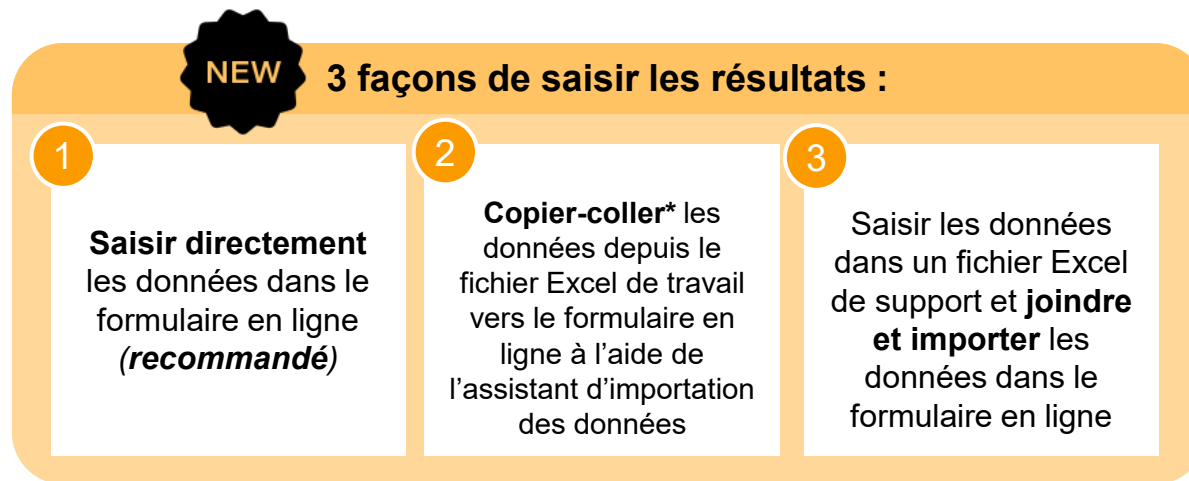 NEW
3 façons de saisir les résultats :
1
Saisir directement
les données dans le
formulaire en ligne
(recommandé)
2
Copier-coller* les
données depuis le
fichier Excel de travail
vers le formulaire en
ligne à l’aide de
l’assistant d’importation
des données
3
Saisir les données
dans un fichier Excel
de support et joindre
et importer les
données dans le
formulaire en ligne